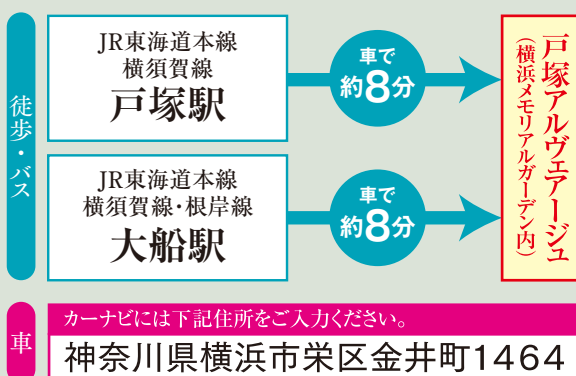 徒歩・バス
JR東海道本線
横須賀線
戸塚駅
車で
約8分
JR東海道本線
横須賀線・根岸線
大船駅
車で
約8分
戸塚アルヴェアージュ
（横浜メモリアルガーデン内）
車
カーナビには下記住所をご入力ください。
神奈川県横浜市栄区金井町1464